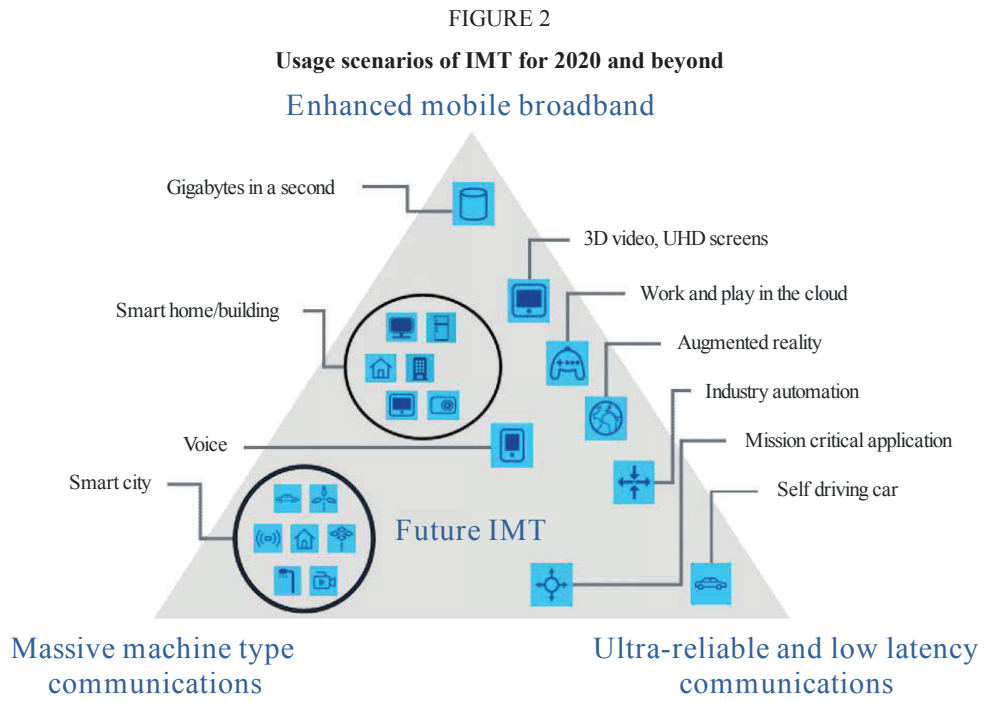 FIGURE 2
Usage scenarios of IMT for 2020 and beyond
Enhanced mobile broadband
Gigabytes in a second
3D video, UHD screens
Work and play in the cloud
Smart home/building
Augmented reality
Industry automation
Voice
Mission critical application
Smart city
Self driving car
Future IMT
Massive machine type
communications
Ultra-reliable and low latency
communications